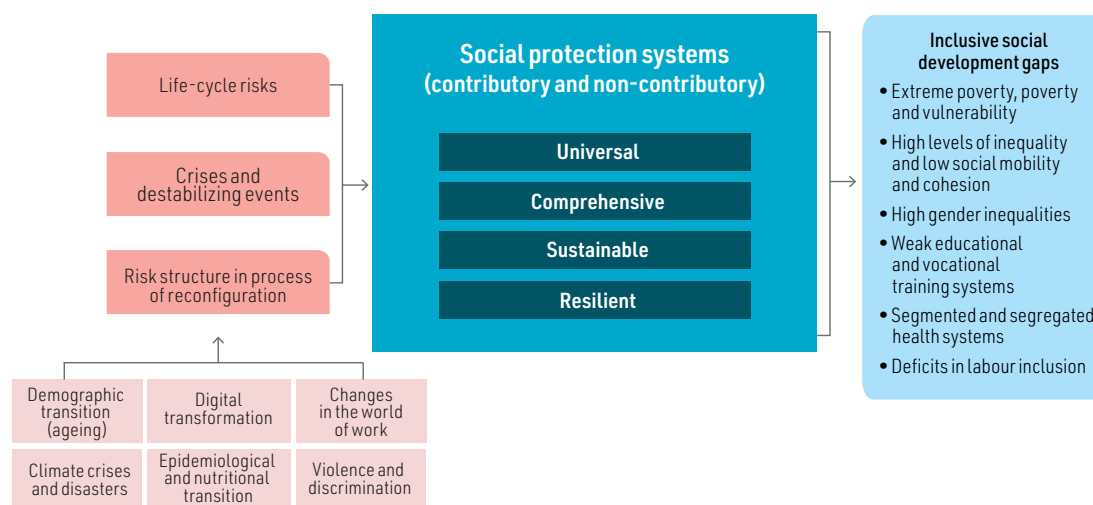 Life-cycle risks
Crises and
destabilizing events
Risk structure in process
of reconfiguration
Demographic
transition
(ageing)
Digital
transformation
Changes
in the world
of work
Climate crises
and disasters
Epidemiological
and nutritional
transition
Violence and
discrimination
Social protection systems
(contributory and non-contributory)
Universal
Comprehensive
Sustainable
Resilient
Inclusive social
development gaps
• Extreme poverty, poverty
and vulnerability
• High levels of inequality
and low social mobility
and cohesion
• High gender inequalities
• Weak educational
and vocational
training systems
• Segmented and segregated
health systems
• Deficits in labour inclusion